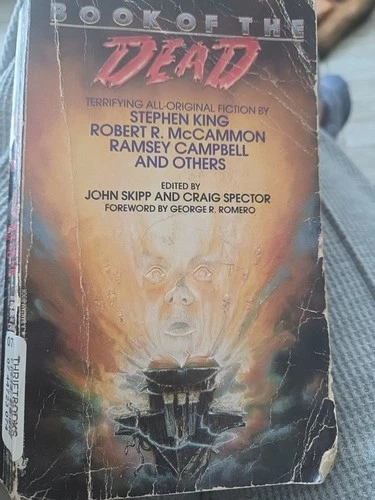 BOOK OF THE
DEAD
TERRIFYING ALL-ORIGINAL FICTION BY
STEPHEN KING
ROBERT R. McCAMMON
RAMSEY CAMPBELL
AND OTHERS
EDITED BY
JOHN SKIPP AND CRAIG SPECTOR
FOREWORD BY GEORGE R. ROMERO
THRIFTBOOKS